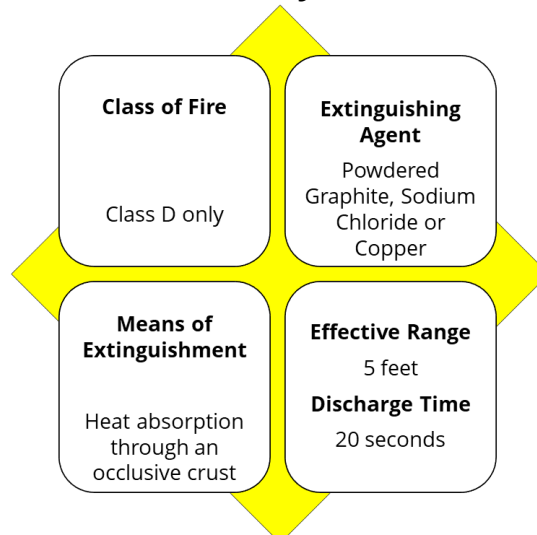 Class of Fire
Class D only
Extinguishing
Agent
Powdered
Graphite, Sodium
Chloride or
Copper
Means of
Extinguishment
Heat absorption
through an
occlusive crust
Effective Range
5 feet
Discharge Time
20 seconds